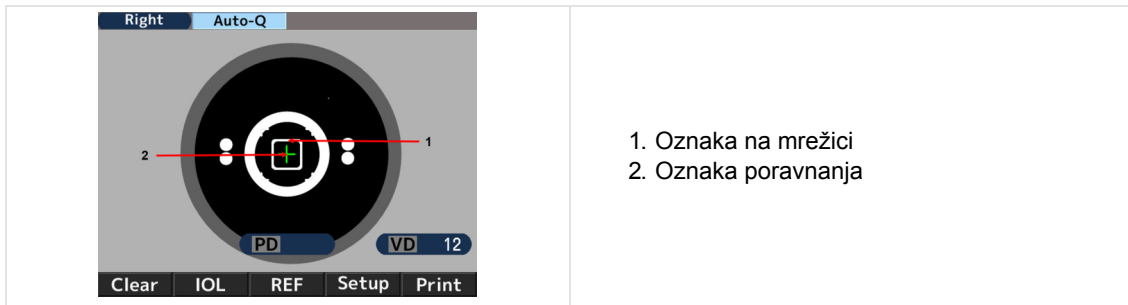 Right Auto-Q
1
2
PD VD 12
Clear IOL REF Setup Print
1. Oznaka na mrežici
2. Oznaka poravnanja